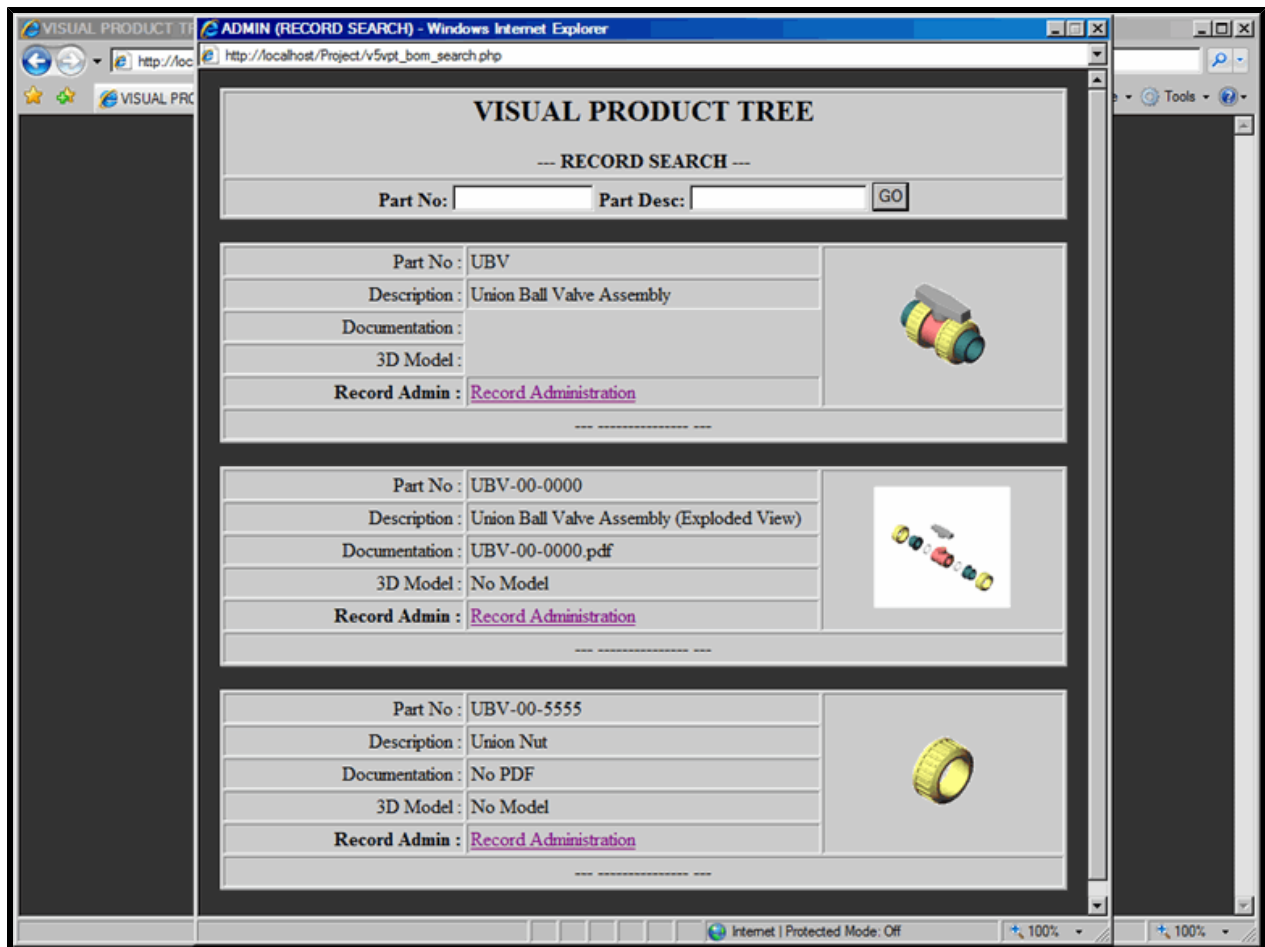 VISUAL PRODUCT TR
ADMIN (RECORD SEARCH) - Windows Internet Explorer
http://loc
http://localhost/Project/v5vpt_bom_search.php
VISUAL PRO
Tools
VISUAL PRODUCT TREE
--- RECORD SEARCH ---
Part No: Part Desc: GO
Part No : UBV
Description : Union Ball Valve Assembly
Documentation :
3D Model :
Record Admin : Record Administration
--- --------------- ---
Part No : UBV-00-0000
Description : Union Ball Valve Assembly (Exploded View)
Documentation : UBV-00-0000.pdf
3D Model : No Model
Record Admin : Record Administration
--- --------------- ---
Part No : UBV-00-5555
Description : Union Nut
Documentation : No PDF
3D Model : No Model
Record Admin : Record Administration
--- --------------- ---
Internet | Protected Mode: Off 100% 100%